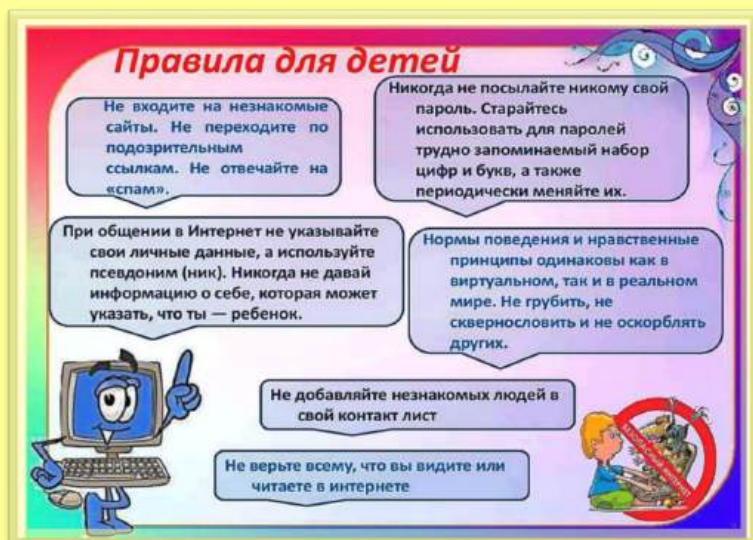 Правила для детей
Не входите на незнакомые
сайты. Не переходите по
подозрительным
ссылкам. Не отвечайте на
«спам».
Никогда не посылайте никому свой
пароль. Старайтесь
использовать для паролей
трудно запоминаемый набор
цифр и букв, а также
периодически меняйте их.
При общении в Интернет не указывайте
свои личные данные, а используйте
псевдоним (ник). Никогда не давай
информацию о себе, которая может
указать, что ты — ребенок.
Нормы поведения и нравственные
принципы одинаковы как в
виртуальном, так и в реальном
мире. Не грубить, не
сквернословить и не оскорблять
других.
Не добавляйте незнакомых людей в
свой контакт лист
Не верьте всему, что вы видите или
читаете в интернете